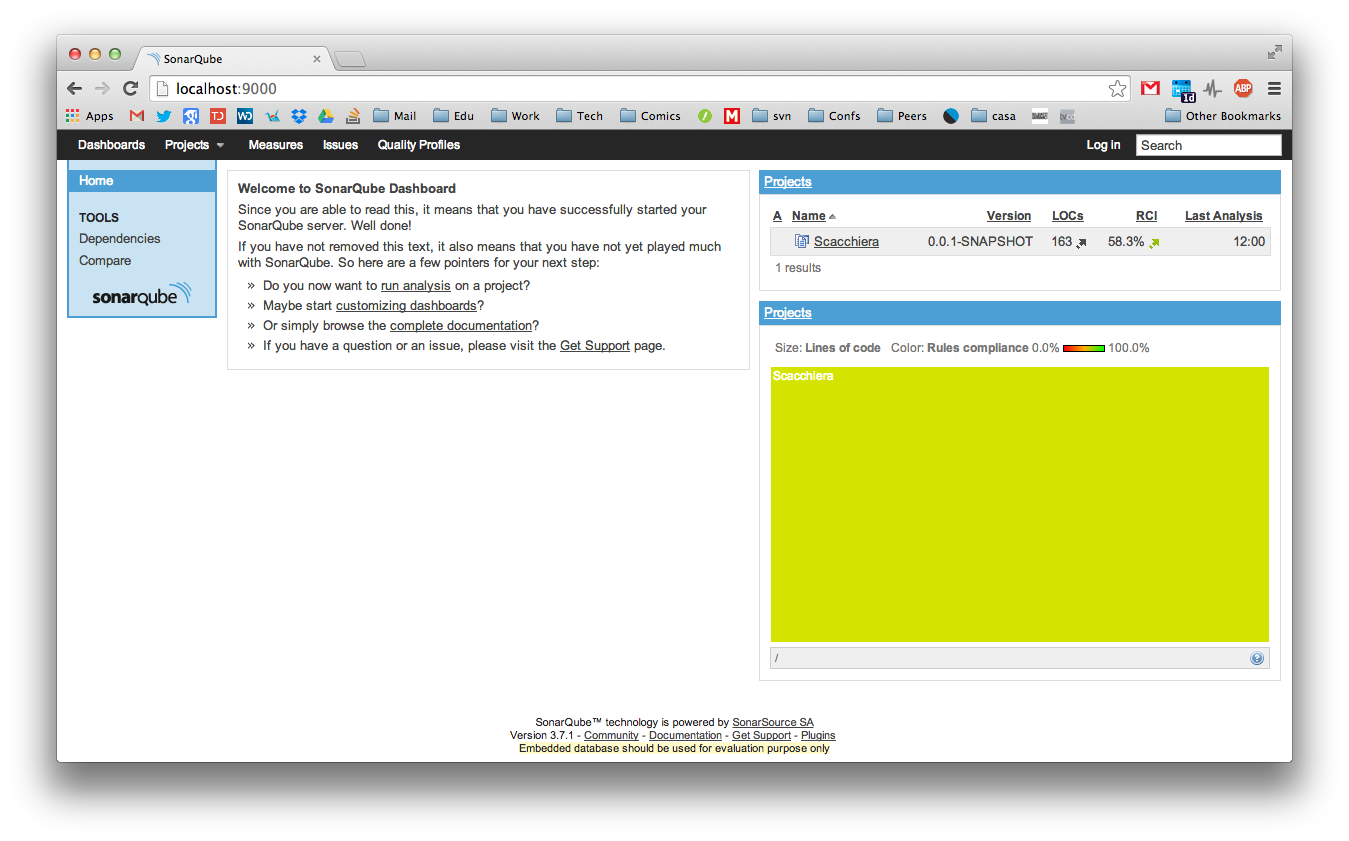 SonarQube
localhost:9000
1d
ABP
Apps
TD
WD
Mail
Edu
Work
Tech
Comics
svn
Confs
Peers
casa
Other Bookmarks
Dashboards Projects Measures Issues Quality Profiles Log in Search
Home
TOOLS
Dependencies
Compare
sonarqube
Welcome to SonarQube Dashboard
Since you are able to read this, it means that you have successfully started your
SonarQube server. Well done!
If you have not removed this text, it also means that you have not yet played much
with SonarQube. So here are a few pointers for your next step:
» Do you now want to run analysis on a project?
» Maybe start customizing dashboards?
» Or simply browse the complete documentation?
» If you have a question or an issue, please visit the Get Support page.
Projects
A Name Version LOCs RCI Last Analysis
Scacchiera 0.0.1-SNAPSHOT 163 58.3% 12:00
1 results
Projects
Size: Lines of code Color: Rules compliance 0.0% 100.0%
Scacchiera
/
SonarQube™ technology is powered by SonarSource SA
Version 3.7.1 - Community - Documentation - Get Support - Plugins
Embedded database should be used for evaluation purpose only